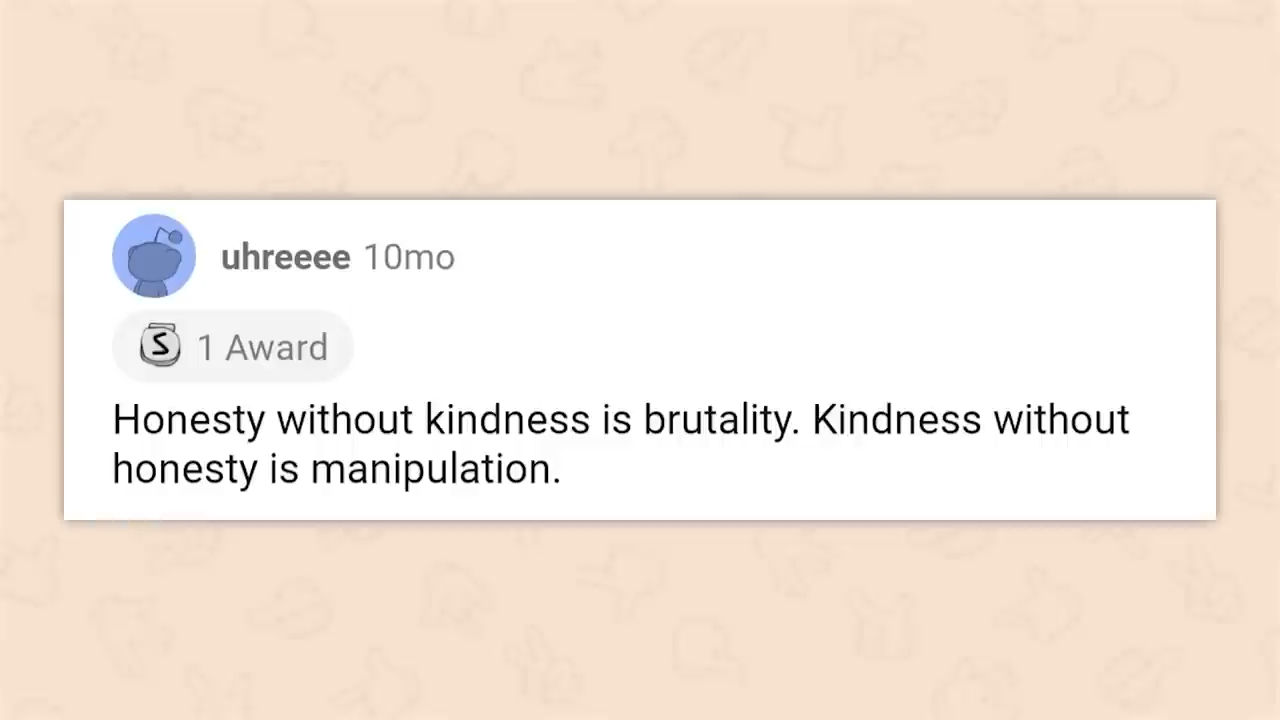 uhreeee 10mo
S 1 Award
Honesty without kindness is brutality. Kindness without
honesty is manipulation.